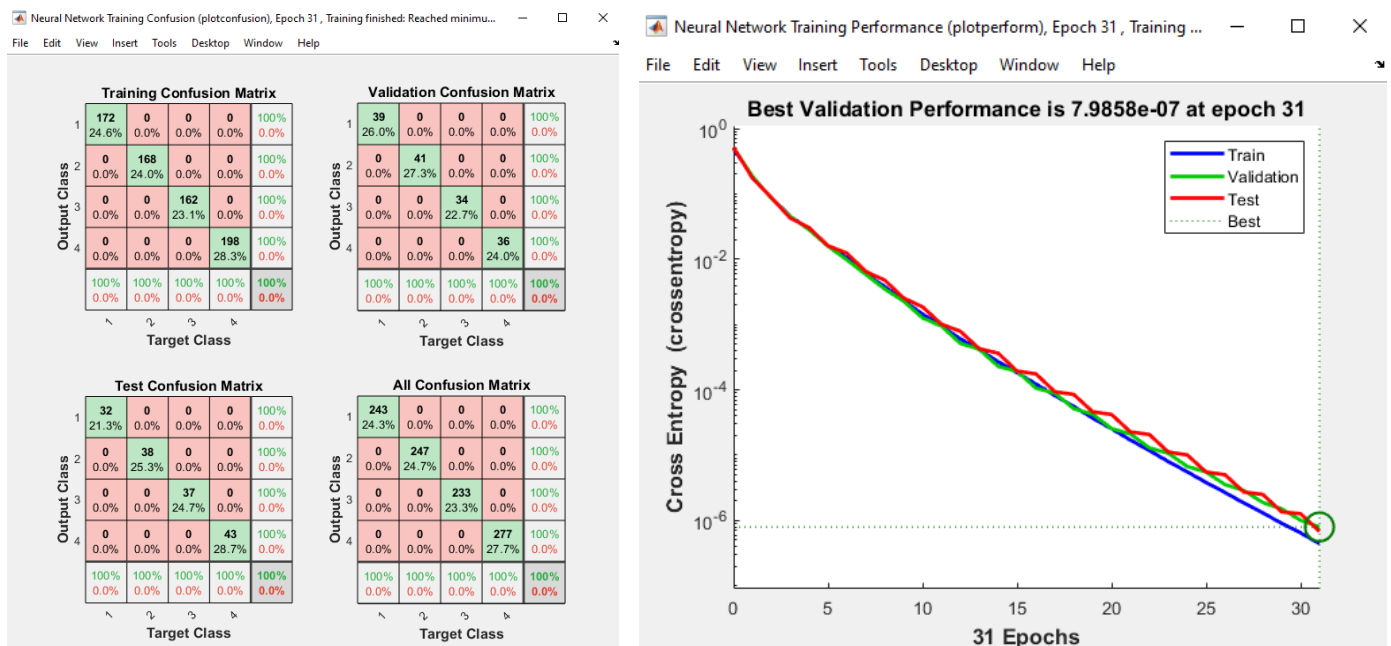 Neural Network Training Confusion (plotconfusion), Epoch 31 , Training finished: Reached minimu...
File Edit View Insert Tools Desktop Window Help
Training Confusion Matrix
Output Class
1 172 0 0 0 100%
24.6% 0.0% 0.0% 0.0% 0.0%
2 0 168 0 0 100%
0.0% 24.0% 0.0% 0.0% 0.0%
3 0 0 162 0 100%
0.0% 0.0% 23.1% 0.0% 0.0%
4 0 0 0 198 100%
0.0% 0.0% 0.0% 28.3% 0.0%
100% 100% 100% 100% 100%
0.0% 0.0% 0.0% 0.0% 0.0%
1 2 3 4
Target Class
Validation Confusion Matrix
Output Class
1 39 0 0 0 100%
26.0% 0.0% 0.0% 0.0% 0.0%
2 0 41 0 0 100%
0.0% 27.3% 0.0% 0.0% 0.0%
3 0 0 34 0 100%
0.0% 0.0% 22.7% 0.0% 0.0%
4 0 0 0 36 100%
0.0% 0.0% 0.0% 24.0% 0.0%
100% 100% 100% 100% 100%
0.0% 0.0% 0.0% 0.0% 0.0%
1 2 3 4
Target Class
Test Confusion Matrix
Output Class
1 32 0 0 0 100%
21.3% 0.0% 0.0% 0.0% 0.0%
2 0 38 0 0 100%
0.0% 25.3% 0.0% 0.0% 0.0%
3 0 0 37 0 100%
0.0% 0.0% 24.7% 0.0% 0.0%
4 0 0 0 43 100%
0.0% 0.0% 0.0% 28.7% 0.0%
100% 100% 100% 100% 100%
0.0% 0.0% 0.0% 0.0% 0.0%
1 2 3 4
Target Class
All Confusion Matrix
Output Class
1 243 0 0 0 100%
24.3% 0.0% 0.0% 0.0% 0.0%
2 0 247 0 0 100%
0.0% 24.7% 0.0% 0.0% 0.0%
3 0 0 233 0 100%
0.0% 0.0% 23.3% 0.0% 0.0%
4 0 0 0 277 100%
0.0% 0.0% 0.0% 27.7% 0.0%
100% 100% 100% 100% 100%
0.0% 0.0% 0.0% 0.0% 0.0%
1 2 3 4
Target Class
Neural Network Training Performance (plotperform), Epoch 31 , Training ...
File Edit View Insert Tools Desktop Window Help
Best Validation Performance is 7.9858e-07 at epoch 31
Cross Entropy (crossentropy)
10^0
10^-2
10^-4
10^-6
Train
Validation
Test
Best
0 5 10 15 20 25 30
31 Epochs